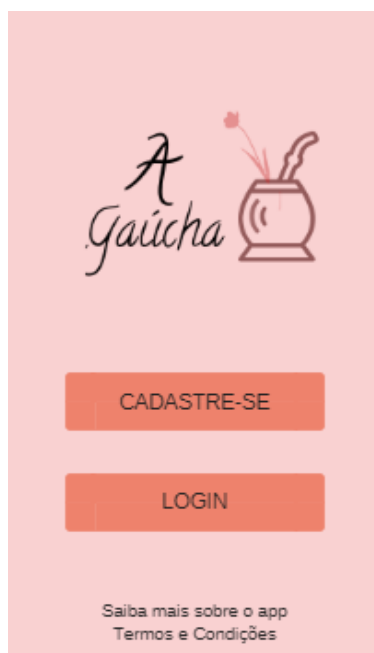 A
Gaúcha
CADASTRE-SE
LOGIN
Saiba mais sobre o app
Termos e Condições